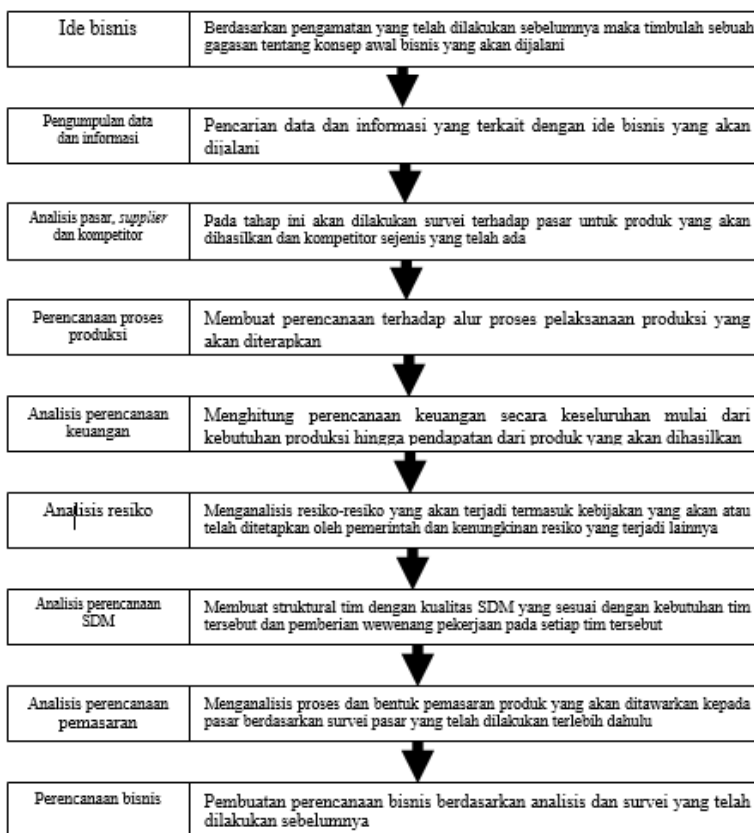 Ide bisnis
Berdasarkan pengamatan yang telah dilakukan sebelumnya maka timbulah sebuah
gagasan tentang konsep awal bisnis yang akan dijalani
Pengumpulan data
dan informasi
Pencarian data dan informasi yang terkait dengan ide bisnis yang akan
dijalani
Analisis pasar, supplier
dan kompetitor
Pada tahap ini akan dilakukan survei terhadap pasar untuk produk yang akan
dihasilkan dan kompetitor sejenis yang telah ada
Perencanaan proses
produksi
Membuat perencanaan terhadap alur proses pelaksanaan produksi yang
akan diterapkan
Analisis perencanaan
keuangan
Menghitung perencanaan keuangan secara keseluruhan mulai dari
kebutuhan produksi hingga pendapatan dari produk yang akan dihasilkan
Analisis resiko
Menganalisis resiko-resiko yang akan terjadi termasuk kebijakan yang akan atau
telah ditetapkan oleh pemerintah dan kenungkinan resiko yang terjadi lainnya
Analisis perencanaan
SDM
Membuat struktural tim dengan kualitas SDM yang sesuai dengan kebutuhan tim
tersebut dan pemberian wewenang pekerjaan pada setiap tim tersebut
Analisis perencanaan
pemasaran
Menganalisis proses dan bentuk pemasaran produk yang akan ditawarkan kepada
pasar berdasarkan survei pasar yang telah dilakukan terlebih dahulu
Perencanaan bisnis
Pembuatan perencanaan bisnis berdasarkan analisis dan survei yang telah
dilakukan sebelumnya